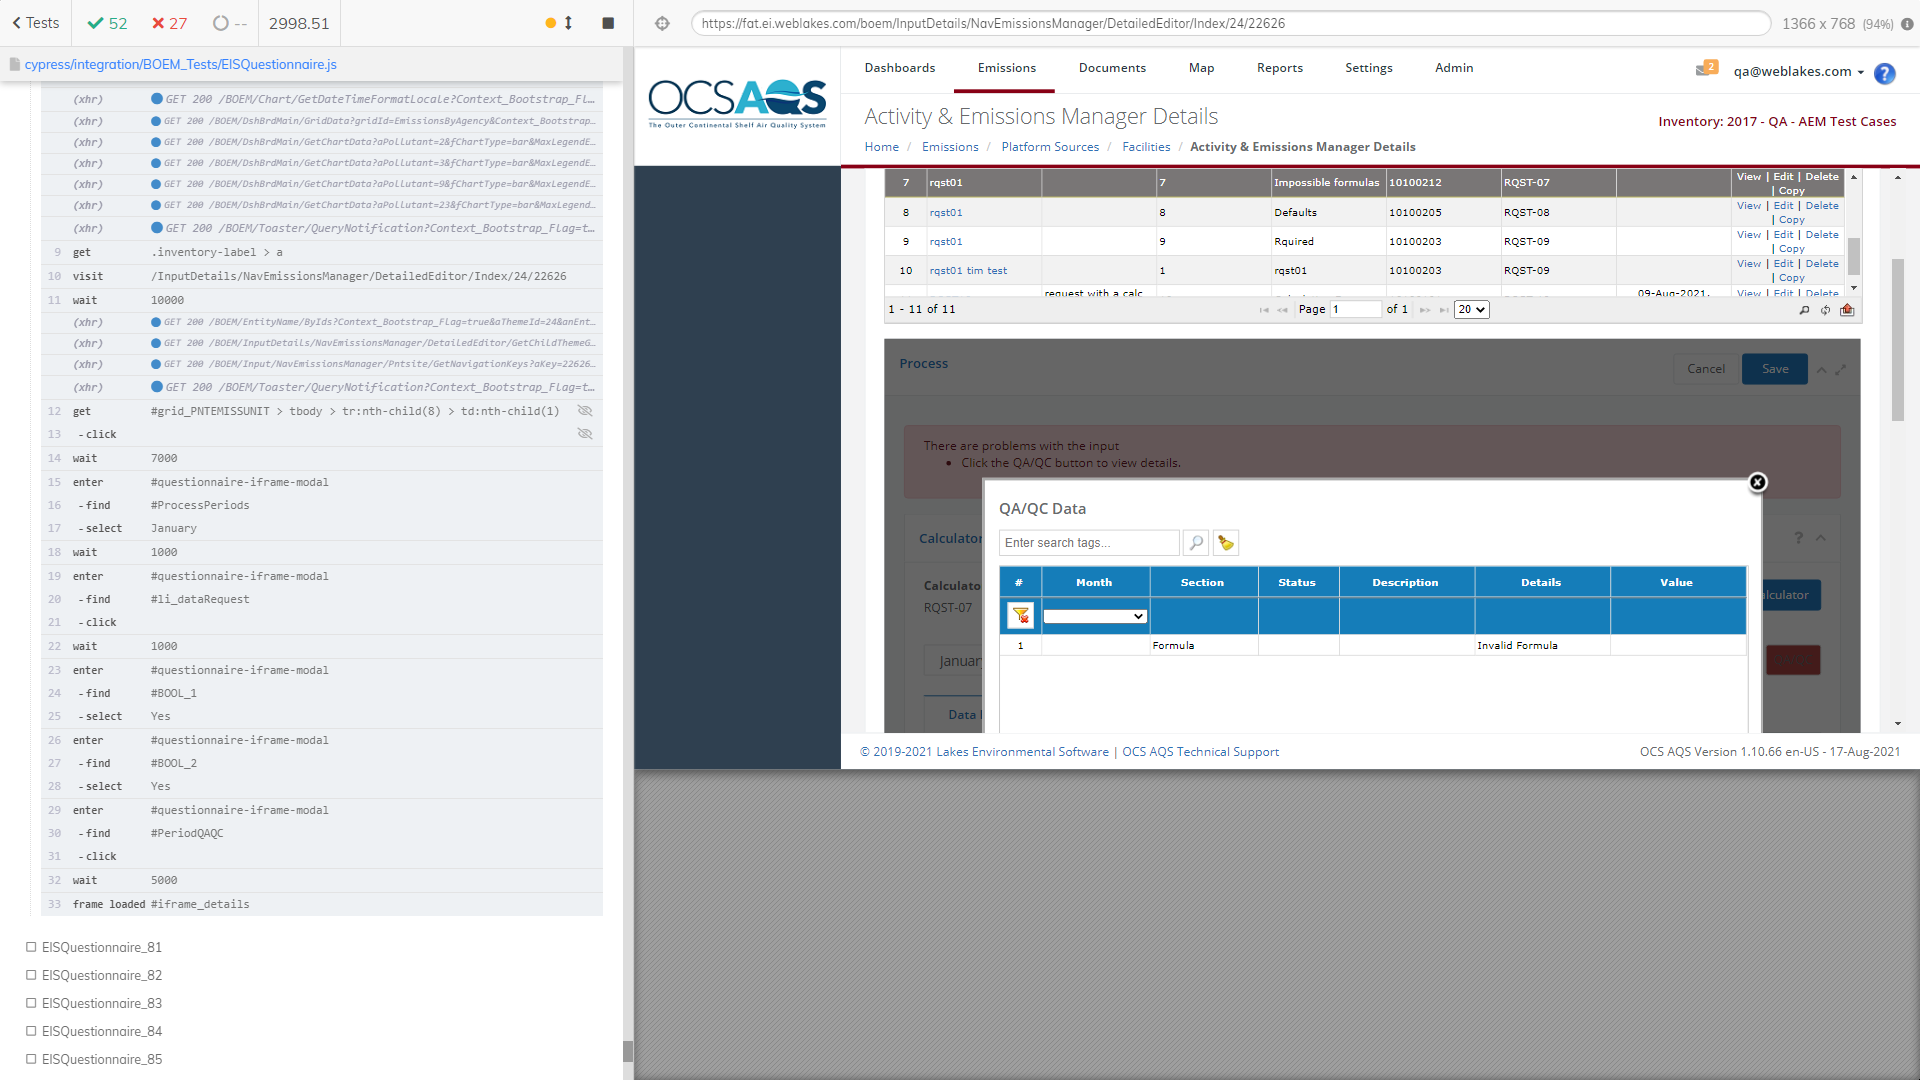 Tests
52
27
--
2998.51
https://fat.ei.weblakes.com/boem/InputDetails/NavEmissionsManager/DetailedEditor/Index/24/22626
1366 x 768 (94%)
cypress/integration/BOEM_Tests/EISQuestionnaire.js
(xhr) GET 200 /BOEM/Chart/GetDateTimeFormatLocale?Context_Bootstrap_Fl...
(xhr) GET 200 /BOEM/DshBrdMain/GridData?gridId=EmissionsByAgency&Context_Bootstrap...
(xhr) GET 200 /BOEM/DshBrdMain/GetChartData?aPollutant=2&fChartType=bar&MaxLegendE...
(xhr) GET 200 /BOEM/DshBrdMain/GetChartData?aPollutant=3&fChartType=bar&MaxLegendE...
(xhr) GET 200 /BOEM/DshBrdMain/GetChartData?aPollutant=9&fChartType=bar&MaxLegendE...
(xhr) GET 200 /BOEM/DshBrdMain/GetChartData?aPollutant=23&fChartType=bar&MaxLegend...
(xhr) GET 200 /BOEM/Toaster/QueryNotification?Context_Bootstrap_Flag=t...
9 get .inventory-label > a
10 visit /InputDetails/NavEmissionsManager/DetailedEditor/Index/24/22626
11 wait 10000
(xhr) GET 200 /BOEM/EntityName/ByIds?Context_Bootstrap_Flag=true&aThemeId=24&anEnt...
(xhr) GET 200 /BOEM/InputDetails/NavEmissionsManager/DetailedEditor/GetChildThemeG...
(xhr) GET 200 /BOEM/Input/NavEmissionsManager/Pntsite/GetNavigationKeys?aKey=22626...
(xhr) GET 200 /BOEM/Toaster/QueryNotification?Context_Bootstrap_Flag=t...
12 get #grid_PNTEMISSUNIT > tbody > tr:nth-child(8) > td:nth-child(1)
13 -click
14 wait 7000
15 enter #questionnaire-iframe-modal
16 -find #ProcessPeriods
17 -select January
18 wait 1000
19 enter #questionnaire-iframe-modal
20 -find #li_dataRequest
21 -click
22 wait 1000
23 enter #questionnaire-iframe-modal
24 -find #BOOL_1
25 -select Yes
26 enter #questionnaire-iframe-modal
27 -find #BOOL_2
28 -select Yes
29 enter #questionnaire-iframe-modal
30 -find #PeriodQAQC
31 -click
32 wait 5000
33 frame loaded #iframe_details
EISQuestionnaire_81
EISQuestionnaire_82
EISQuestionnaire_83
EISQuestionnaire_84
EISQuestionnaire_85
OCSAQS
The Outer Continental Shelf Air Quality System
Dashboards Emissions Documents Map Reports Settings Admin
2
qa@weblakes.com
?
Activity & Emissions Manager Details
Inventory: 2017 - QA - AEM Test Cases
Home / Emissions / Platform Sources / Facilities / Activity & Emissions Manager Details
7 rqst01 7 Impossible formulas 10100212 RQST-07 View | Edit | Delete | Copy
8 rqst01 8 Defaults 10100205 RQST-08 View | Edit | Delete | Copy
9 rqst01 9 Rquired 10100203 RQST-09 View | Edit | Delete | Copy
10 rqst01 tim test 1 rqst01 10100203 RQST-09 View | Edit | Delete | Copy
request with a calc 09-Aug-2021, View | Edit | Delete
1 - 11 of 11
Page 1 of 1 20
Process
Cancel Save
There are problems with the input
Click the QA/QC button to view details.
Calculator
?
Calculato
RQST-07
alculator
Januar
Data
QA/QC Data
Enter search tags...
# Month Section Status Description Details Value
1 Formula Invalid Formula
© 2019-2021 Lakes Environmental Software | OCS AQS Technical Support
OCS AQS Version 1.10.66 en-US - 17-Aug-2021